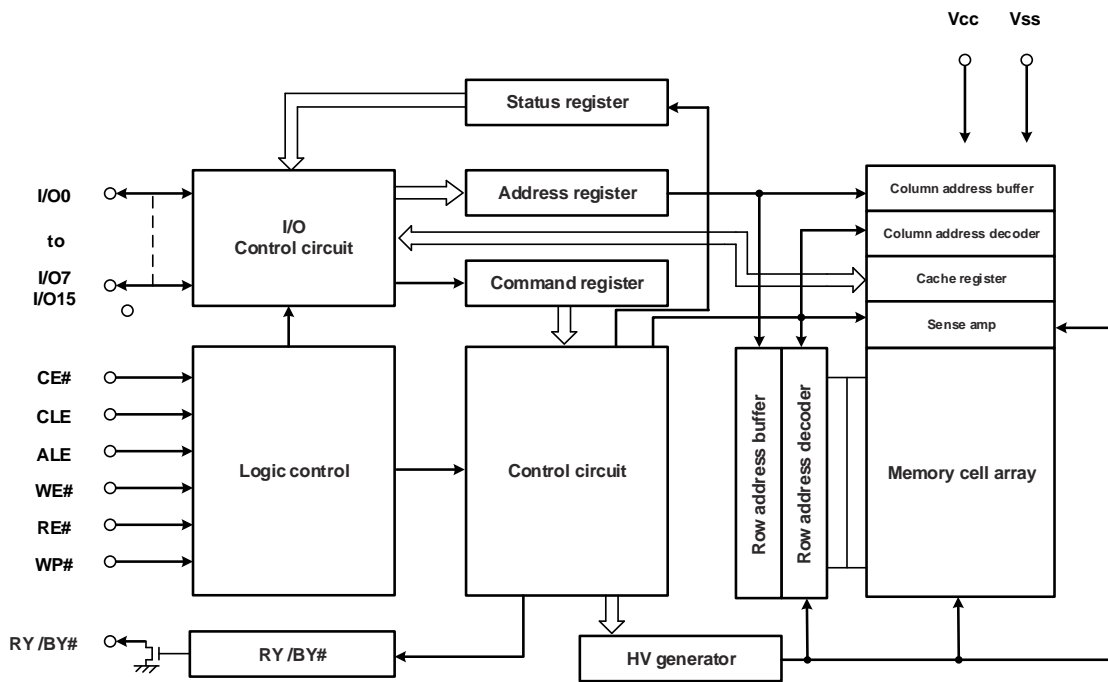 Vcc
Vss
Status register
I/O0
to
I/O7
I/O15
I/O
Control circuit
Address register
Command register
Column address buffer
Column address decoder
Cache register
Sense amp
CE#
CLE
ALE
WE#
RE#
WP#
Logic control
Control circuit
Row address buffer
Row address decoder
Memory cell array
RY /BY#
RY /BY#
HV generator